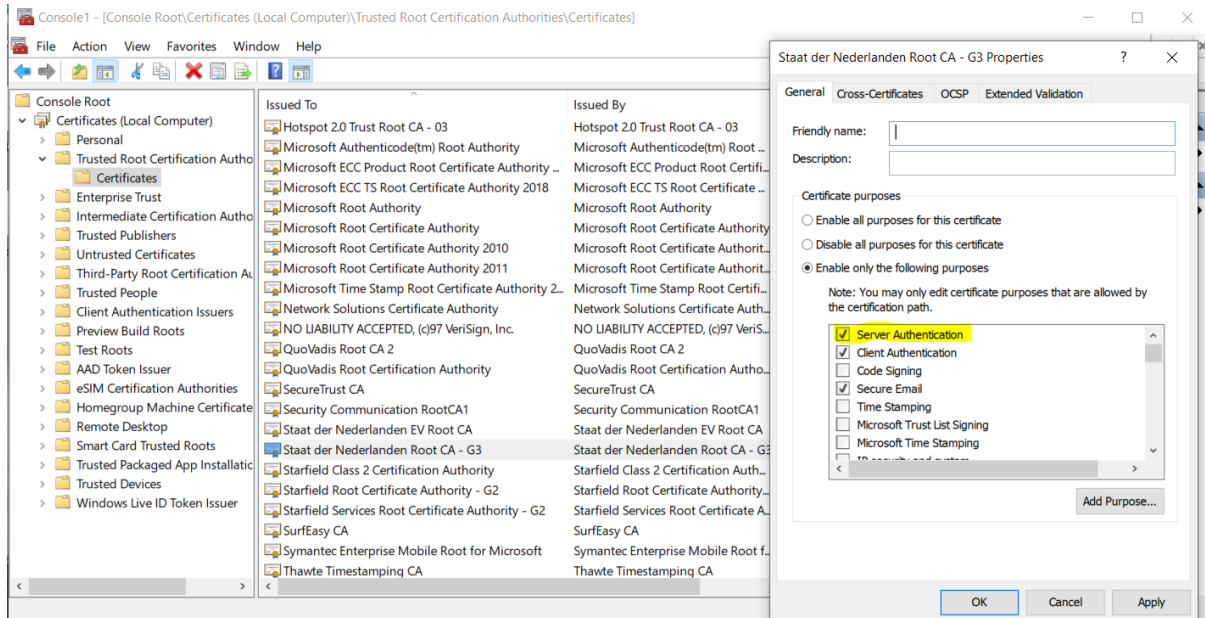 Console1 - [Console Root\Certificates (Local Computer)\Trusted Root Certification Authorities\Certificates]
File Action View Favorites Window Help
Console Root
Certificates (Local Computer)
Personal
Trusted Root Certification Autho
Certificates
Enterprise Trust
Intermediate Certification Autho
Trusted Publishers
Untrusted Certificates
Third-Party Root Certification Au
Trusted People
Client Authentication Issuers
Preview Build Roots
Test Roots
AAD Token Issuer
eSIM Certification Authorities
Homegroup Machine Certificate
Remote Desktop
Smart Card Trusted Roots
Trusted Packaged App Installatic
Trusted Devices
Windows Live ID Token Issuer
Issued To Issued By
Hotspot 2.0 Trust Root CA - 03 Hotspot 2.0 Trust Root CA - 03
Microsoft Authenticode(tm) Root Authority Microsoft Authenticode(tm) Root ...
Microsoft ECC Product Root Certificate Authority ... Microsoft ECC Product Root Certifi...
Microsoft ECC TS Root Certificate Authority 2018 Microsoft ECC TS Root Certificate ...
Microsoft Root Authority Microsoft Root Authority
Microsoft Root Certificate Authority Microsoft Root Certificate Authority
Microsoft Root Certificate Authority 2010 Microsoft Root Certificate Authorit...
Microsoft Root Certificate Authority 2011 Microsoft Root Certificate Authorit...
Microsoft Time Stamp Root Certificate Authority 2... Microsoft Time Stamp Root Certifi...
Network Solutions Certificate Authority Network Solutions Certificate Auth...
NO LIABILITY ACCEPTED, (c)97 VeriSign, Inc. NO LIABILITY ACCEPTED, (c)97 VeriS...
QuoVadis Root CA 2 QuoVadis Root CA 2
QuoVadis Root Certification Authority QuoVadis Root Certification Autho...
SecureTrust CA SecureTrust CA
Security Communication RootCA1 Security Communication RootCA1
Staat der Nederlanden EV Root CA Staat der Nederlanden EV Root CA
Staat der Nederlanden Root CA - G3 Staat der Nederlanden Root CA - G3
Starfield Class 2 Certification Authority Starfield Class 2 Certification Auth...
Starfield Root Certificate Authority - G2 Starfield Root Certificate Authority...
Starfield Services Root Certificate Authority - G2 Starfield Services Root Certificate A...
SurfEasy CA SurfEasy CA
Symantec Enterprise Mobile Root for Microsoft Symantec Enterprise Mobile Root f...
Thawte Timestamping CA Thawte Timestamping CA
Staat der Nederlanden Root CA - G3 Properties
General Cross-Certificates OCSP Extended Validation
Friendly name:
Description:
Certificate purposes
Enable all purposes for this certificate
Disable all purposes for this certificate
Enable only the following purposes
Note: You may only edit certificate purposes that are allowed by
the certification path.
Server Authentication
Client Authentication
Code Signing
Secure Email
Time Stamping
Microsoft Trust List Signing
Microsoft Time Stamping
Add Purpose...
OK Cancel Apply